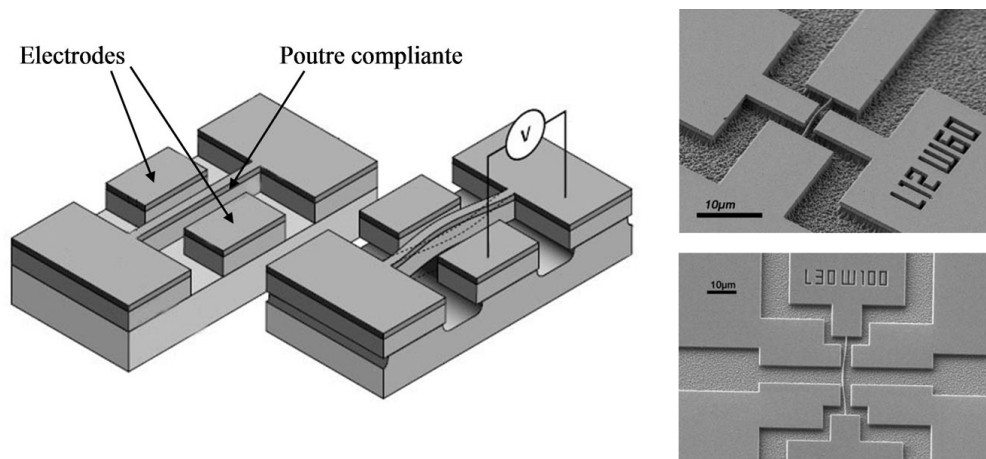 Electrodes
Poutre compliante
V
L12 W60
10µm
10µm
L30 W100